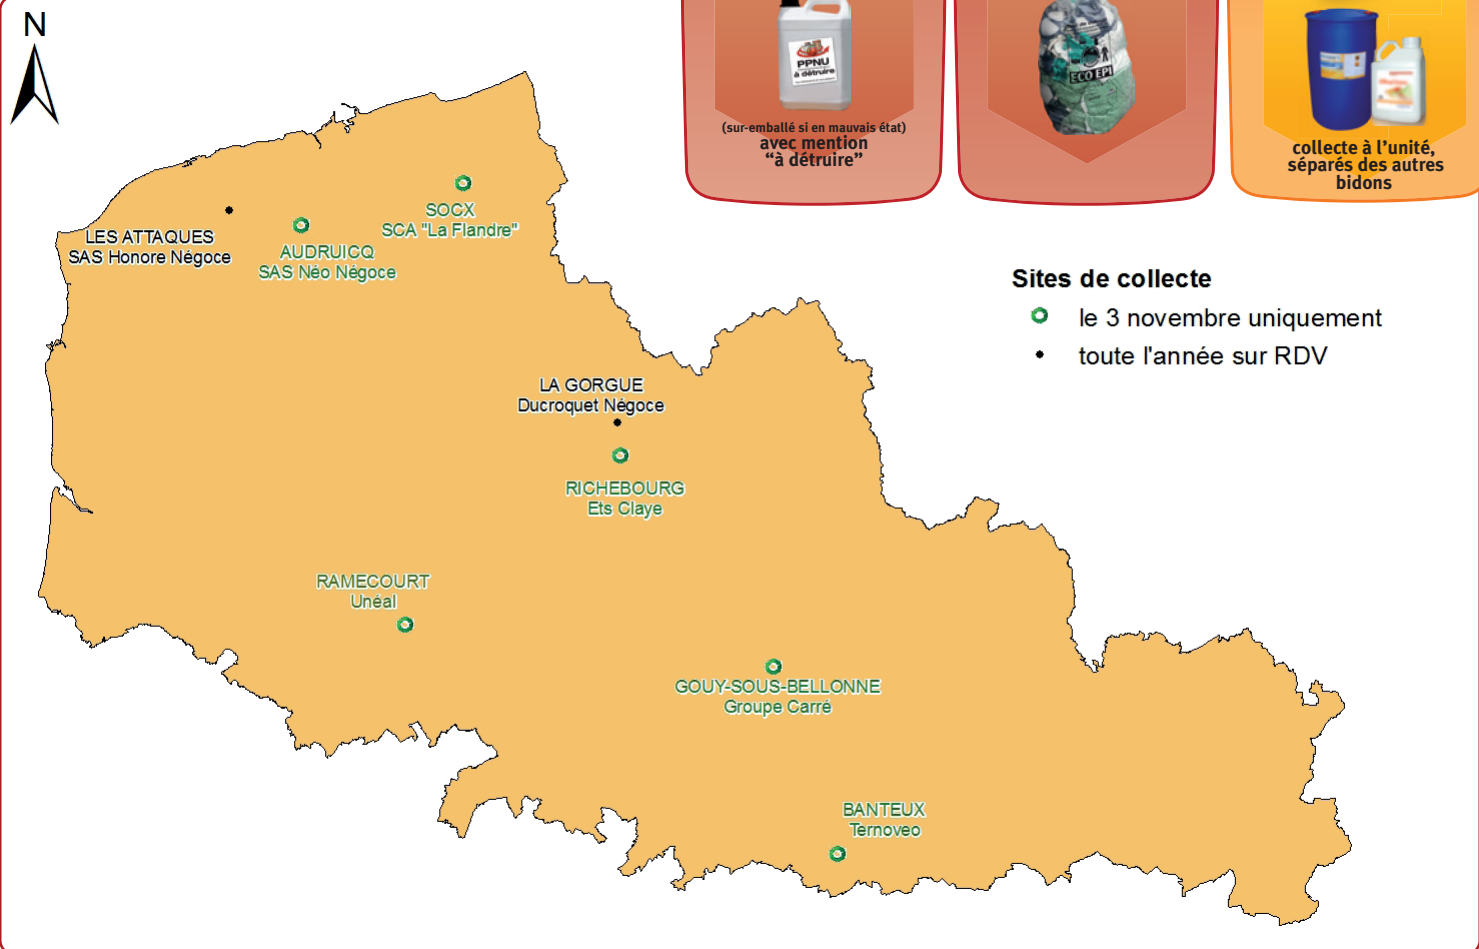 N
PPNU
à détruire
(sur-emballé si en mauvais état)
avec mention
“à détruire”
ECO EPI
collecte à l’unité,
séparés des autres
bidons
SOCX
SCA "La Flandre"
LES ATTAQUES
SAS Honore Négoce
AUDRUICQ
SAS Néo Négoce
Sites de collecte
le 3 novembre uniquement
toute l'année sur RDV
LA GORGUE
Ducroquet Négoce
RICHEBOURG
Ets Claye
RAMECOURT
Unéal
GOUY-SOUS-BELLONNE
Groupe Carré
BANTEUX
Ternoveo